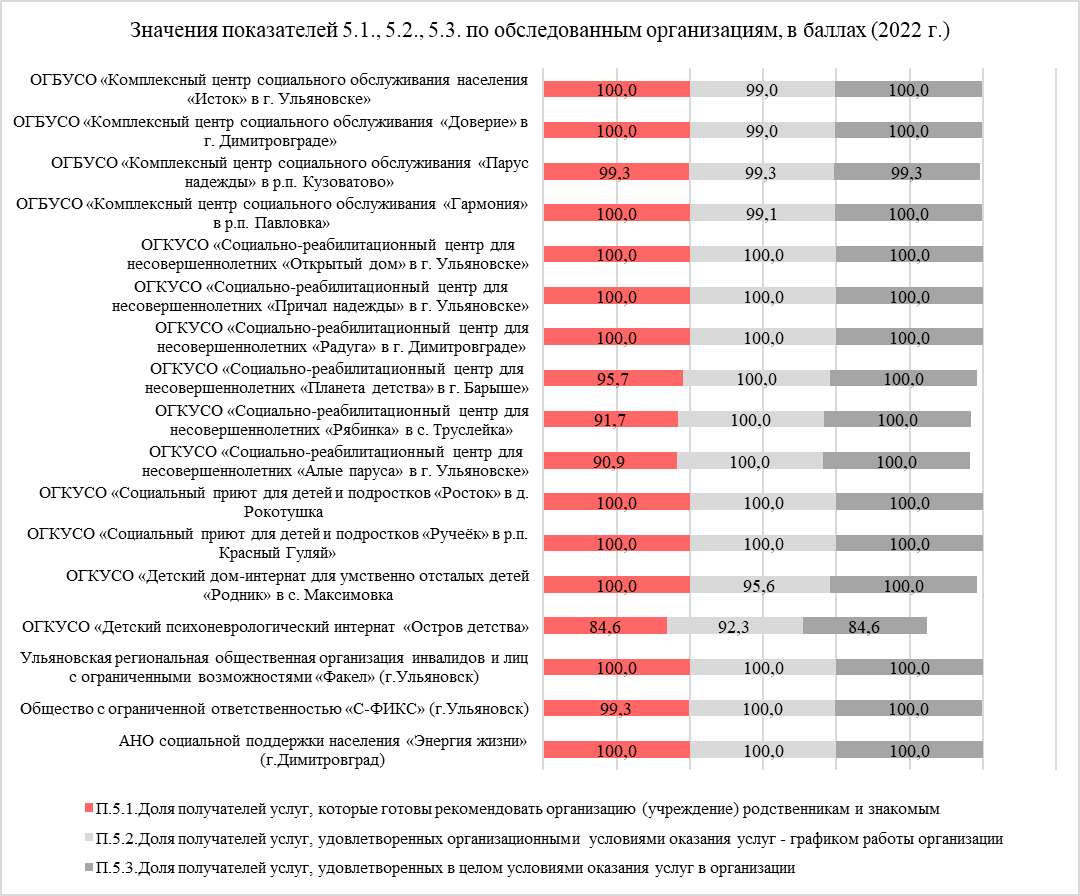 Значения показателей 5.1., 5.2., 5.3. по обследованным организациям, в баллах (2022 г.)
ОГБУСО «Комплексный центр социального обслуживания населения
«Исток» в г. Ульяновске»
100,0 99,0 100,0
ОГБУСО «Комплексный центр социального обслуживания «Доверие» в
г. Димитровграде»
100,0 99,0 100,0
ОГБУСО «Комплексный центр социального обслуживания «Парус
надежды» в р.п. Кузоватово»
99,3 99,3 99,3
ОГБУСО «Комплексный центр социального обслуживания «Гармония»
в р.п. Павловка»
100,0 99,1 100,0
ОГКУСО «Социально-реабилитационный центр для
несовершеннолетних «Открытый дом» в г. Ульяновске»
100,0 100,0 100,0
ОГКУСО «Социально-реабилитационный центр для
несовершеннолетних «Причал надежды» в г. Ульяновске»
100,0 100,0 100,0
ОГКУСО «Социально-реабилитационный центр для
несовершеннолетних «Радуга» в г. Димитровграде»
100,0 100,0 100,0
ОГКУСО «Социально-реабилитационный центр для
несовершеннолетних «Планета детства» в г. Барыше»
95,7 100,0 100,0
ОГКУСО «Социально-реабилитационный центр для
несовершеннолетних «Рябинка» в с. Труслейка»
91,7 100,0 100,0
ОГКУСО «Социально-реабилитационный центр для
несовершеннолетних «Алые паруса» в г. Ульяновске»
90,9 100,0 100,0
ОГКУСО «Социальный приют для детей и подростков «Росток» в д.
Рокотушка
100,0 100,0 100,0
ОГКУСО «Социальный приют для детей и подростков «Ручеёк» в р.п.
Красный Гуляй»
100,0 100,0 100,0
ОГКУСО «Детский дом-интернат для умственно отсталых детей
«Родник» в с. Максимовка
100,0 95,6 100,0
ОГКУСО «Детский психоневрологический интернат «Остров детства»
84,6 92,3 84,6
Ульяновская региональная общественная организация инвалидов и лиц
с ограниченными возможностями «Факел» (г.Ульяновск)
100,0 100,0 100,0
Общество с ограниченной ответственностью «С-ФИКС» (г.Ульяновск)
99,3 100,0 100,0
АНО социальной поддержки населения «Энергия жизни»
(г.Димитровград)
100,0 100,0 100,0
П.5.1.Доля получателей услуг, которые готовы рекомендовать организацию (учреждение) родственникам и знакомым
П.5.2.Доля получателей услуг, удовлетворенных организационными условиями оказания услуг - графиком работы организации
П.5.3.Доля получателей услуг, удовлетворенных в целом условиями оказания услуг в организации